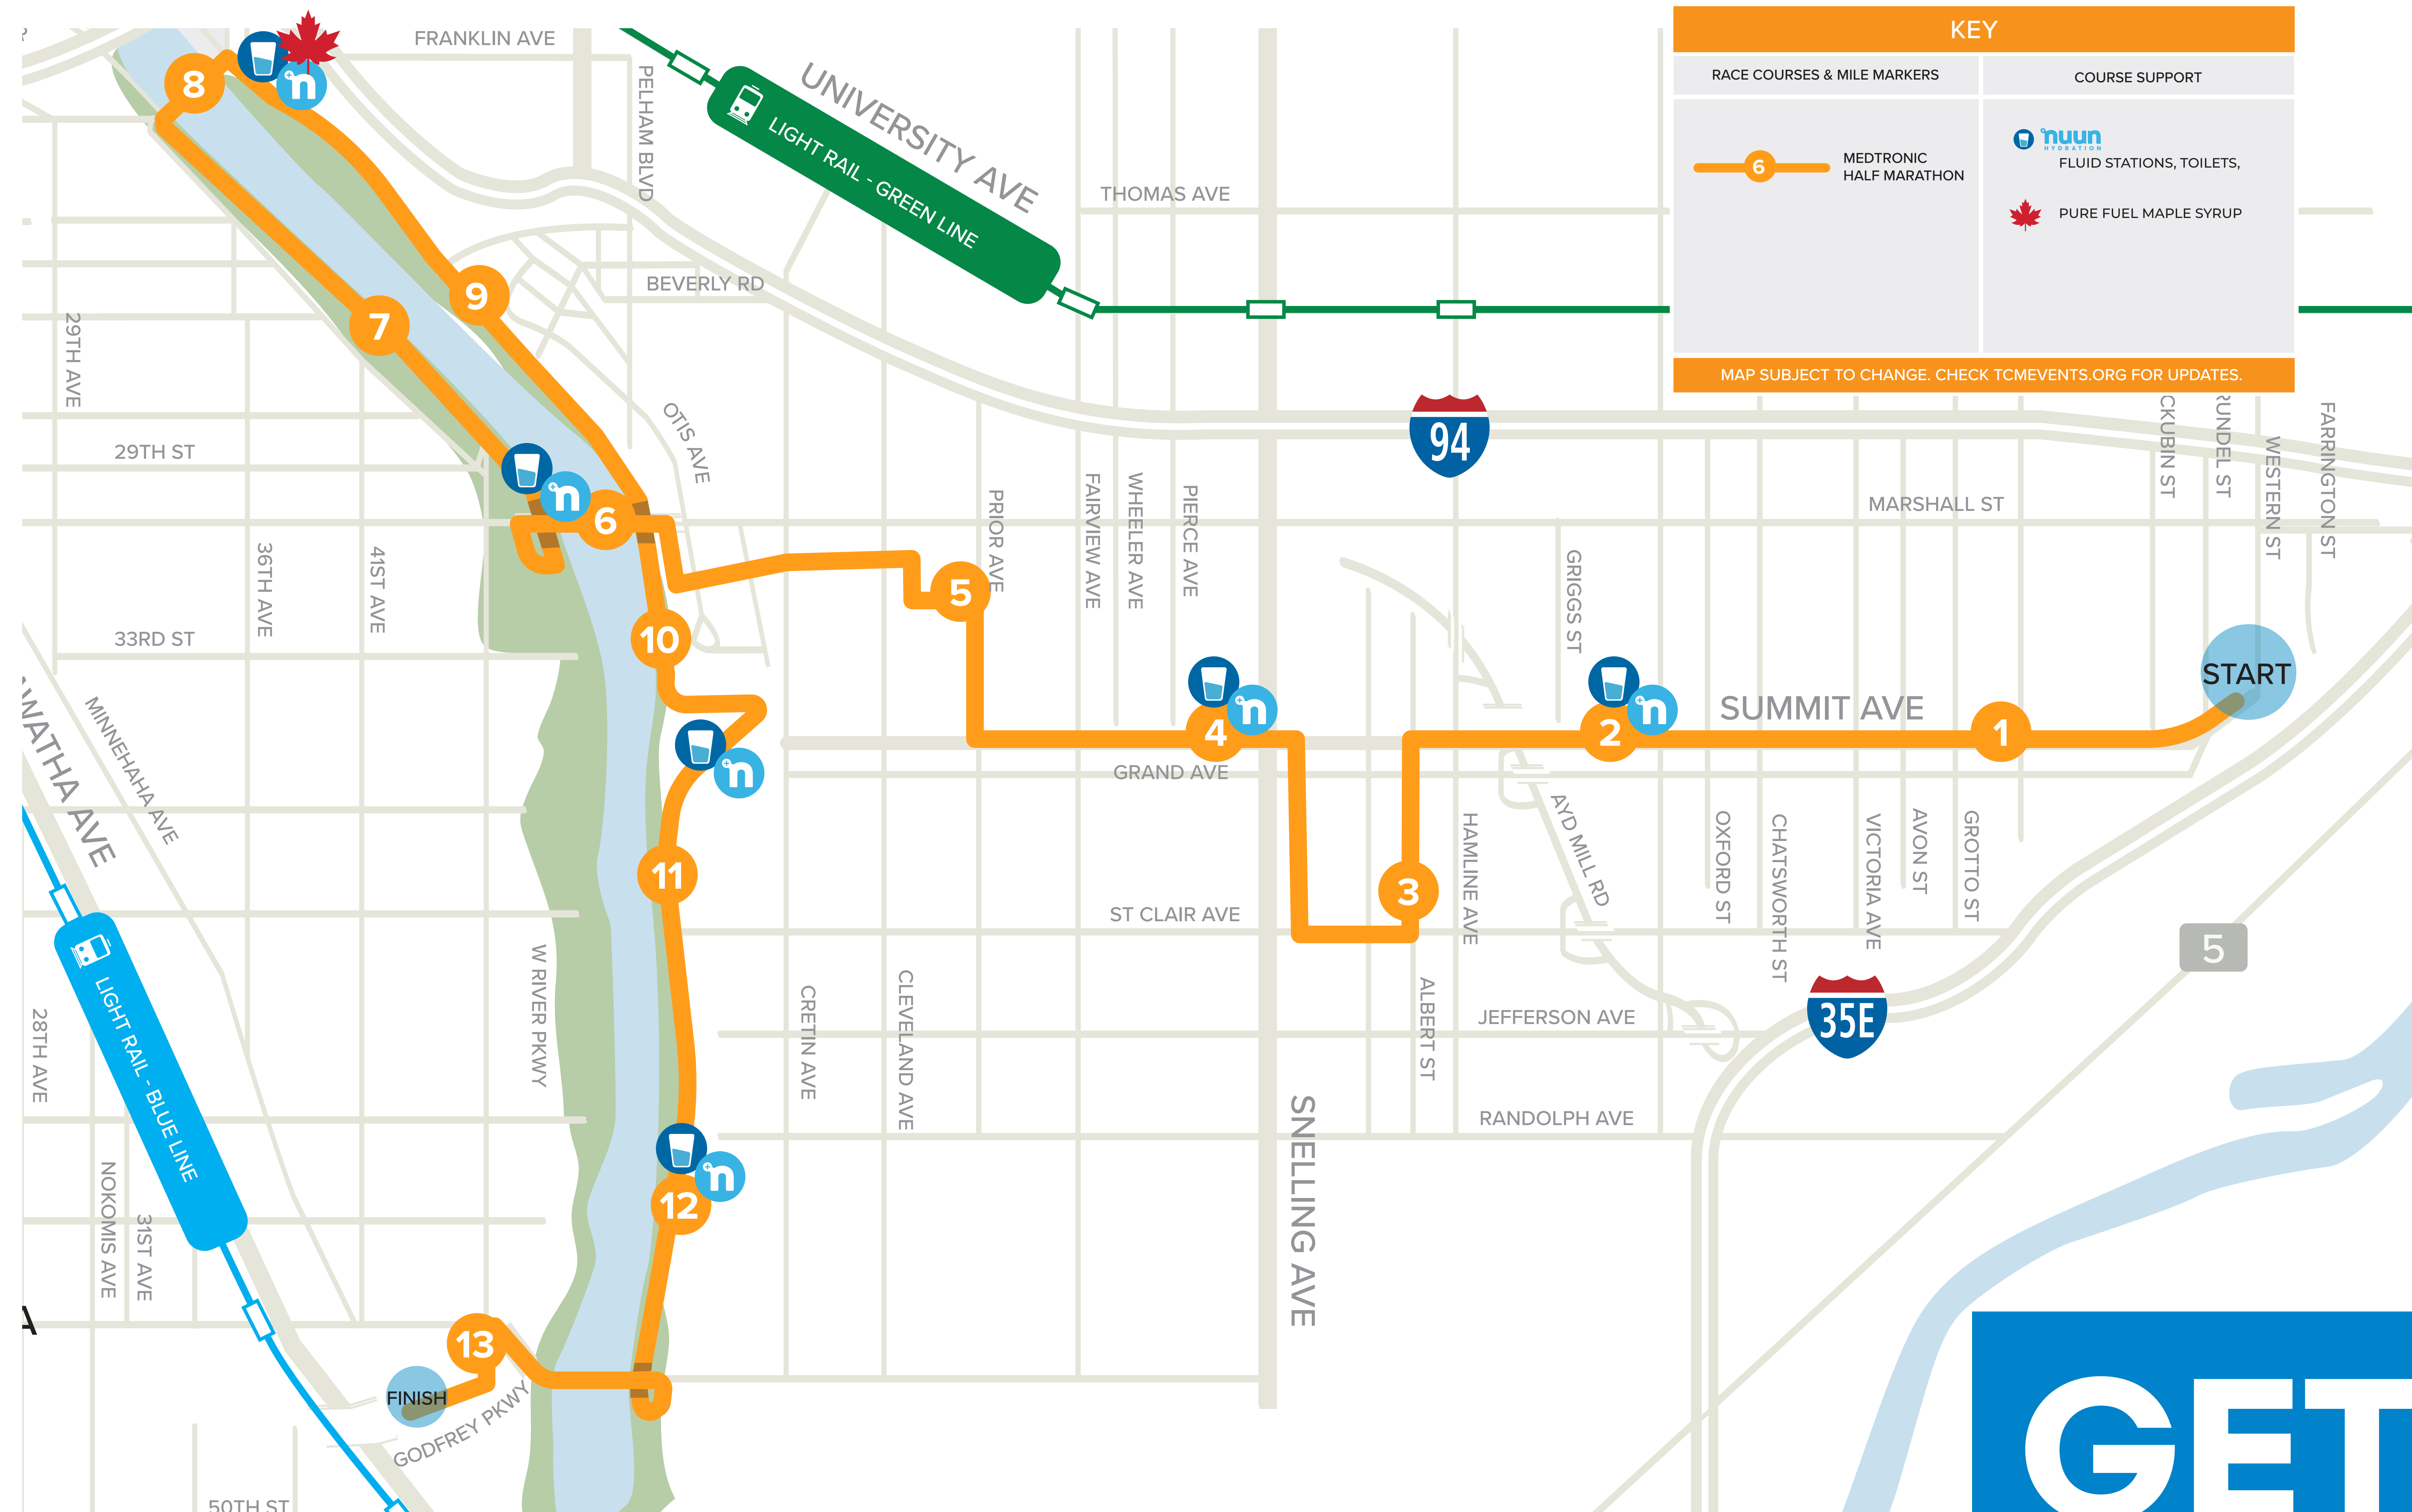 KEY
RACE COURSES & MILE MARKERS
COURSE SUPPORT
6
MEDTRONIC
HALF MARATHON
nuun
HYDRATION
FLUID STATIONS, TOILETS,
PURE FUEL MAPLE SYRUP
MAP SUBJECT TO CHANGE. CHECK TCMEVENTS.ORG FOR UPDATES.
FRANKLIN AVE
PELHAM BLVD
UNIVERSITY AVE
LIGHT RAIL - GREEN LINE
THOMAS AVE
BEVERLY RD
8
n
9
7
29TH AVE
29TH ST
OTIS AVE
94
n
6
PRIOR AVE
FAIRVIEW AVE
WHEELER AVE
PIERCE AVE
MARSHALL ST
CKUBIN ST
RUNDEL ST
WESTERN ST
FARRINGTON ST
36TH AVE
41ST AVE
33RD ST
5
10
GRIGGS ST
START
n
4
n
2
SUMMIT AVE
1
n
GRAND AVE
MINNEHAHA AVE
WATHA AVE
11
3
ST CLAIR AVE
HAMLINE AVE
AYD MILL RD
OXFORD ST
CHATSWORTH ST
VICTORIA AVE
AVON ST
GROTTO ST
5
W RIVER PKWY
CRETIN AVE
CLEVELAND AVE
ALBERT ST
JEFFERSON AVE
35E
28TH AVE
LIGHT RAIL - BLUE LINE
RANDOLPH AVE
SNELLING AVE
n
12
NOKOMIS AVE
31ST AVE
A
13
FINISH
GODFREY PKWY
50TH ST
GET